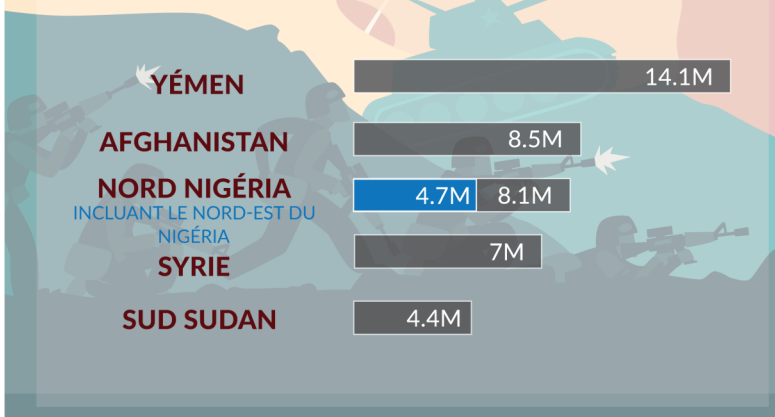 YÉMEN 14.1M
AFGHANISTAN 8.5M
NORD NIGÉRIA 4.7M 8.1M
INCLUANT LE NORD-EST DU
NIGÉRIA
SYRIE 7M
SUD SUDAN 4.4M